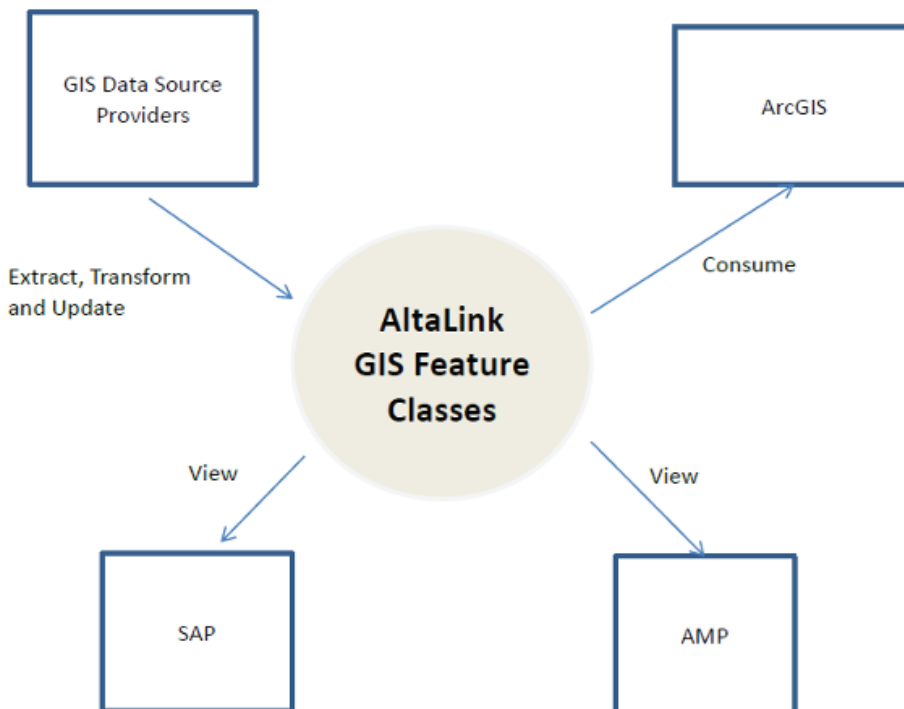 GIS Data Source
Providers
ArcGIS
Extract, Transform
and Update
Consume
AltaLink
GIS Feature
Classes
View
View
SAP
AMP